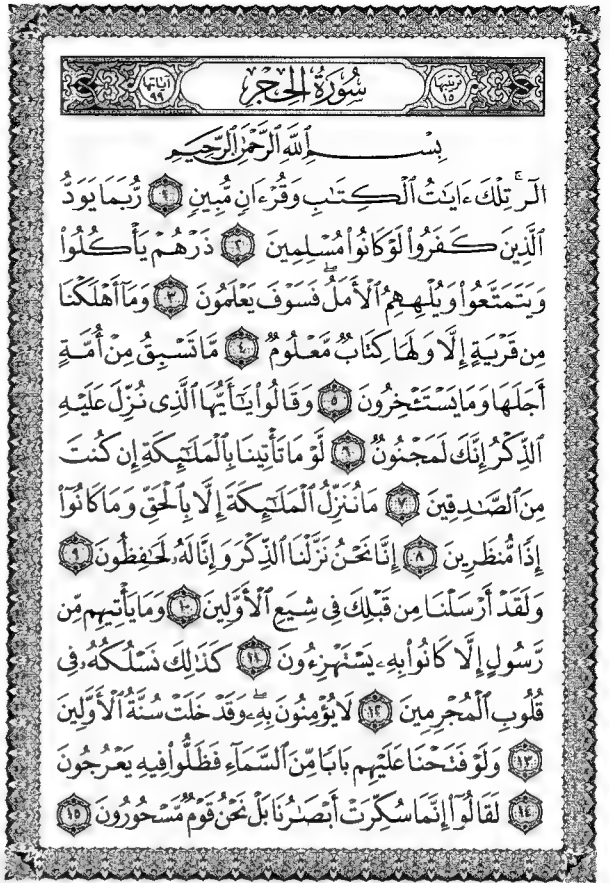 ترتيبها ١٥ سُورَةُ الحِجْرِ آياتها ٩٩
بِسْمِ ٱللَّهِ ٱلرَّحْمَٰنِ ٱلرَّحِيمِ
الٓرۚ تِلْكَ ءَايَٰتُ ٱلْكِتَٰبِ وَقُرْءَانٍ مُّبِينٍ ١ رُّبَمَا يَوَدُّ
ٱلَّذِينَ كَفَرُوا۟ لَوْ كَانُوا۟ مُسْلِمِينَ ٢ ذَرْهُمْ يَأْكُلُوا۟
وَيَتَمَتَّعُوا۟ وَيُلْهِهِمُ ٱلْأَمَلُ ۖ فَسَوْفَ يَعْلَمُونَ ٣ وَمَآ أَهْلَكْنَا
مِن قَرْيَةٍ إِلَّا وَلَهَا كِتَابٌ مَّعْلُومٌ ٤ مَّا تَسْبِقُ مِنْ أُمَّةٍ
أَجَلَهَا وَمَا يَسْتَـْٔخِرُونَ ٥ وَقَالُوا۟ يَٰٓأَيُّهَا ٱلَّذِى نُزِّلَ عَلَيْهِ
ٱلذِّكْرُ إِنَّكَ لَمَجْنُونٌ ٦ لَّوْ مَا تَأْتِينَا بِٱلْمَلَٰٓئِكَةِ إِن كُنتَ
مِنَ ٱلصَّٰدِقِينَ ٧ مَا نُنَزِّلُ ٱلْمَلَٰٓئِكَةَ إِلَّا بِٱلْحَقِّ وَمَا كَانُوٓا۟
إِذًا مُّنظَرِينَ ٨ إِنَّا نَحْنُ نَزَّلْنَا ٱلذِّكْرَ وَإِنَّا لَهُۥ لَحَٰفِظُونَ ٩
وَلَقَدْ أَرْسَلْنَا مِن قَبْلِكَ فِى شِيَعِ ٱلْأَوَّلِينَ ١٠ وَمَا يَأْتِيهِم مِّن
رَّسُولٍ إِلَّا كَانُوا۟ بِهِۦ يَسْتَهْزِءُونَ ١١ كَذَٰلِكَ نَسْلُكُهُۥ فِى
قُلُوبِ ٱلْمُجْرِمِينَ ١٢ لَا يُؤْمِنُونَ بِهِۦ ۖ وَقَدْ خَلَتْ سُنَّةُ ٱلْأَوَّلِينَ
١٣ وَلَوْ فَتَحْنَا عَلَيْهِم بَابًا مِّنَ ٱلسَّمَآءِ فَظَلُّوا۟ فِيهِ يَعْرُجُونَ
١٤ لَقَالُوٓا۟ إِنَّمَا سُكِّرَتْ أَبْصَٰرُنَا بَلْ نَحْنُ قَوْمٌ مَّسْحُورُونَ ١٥